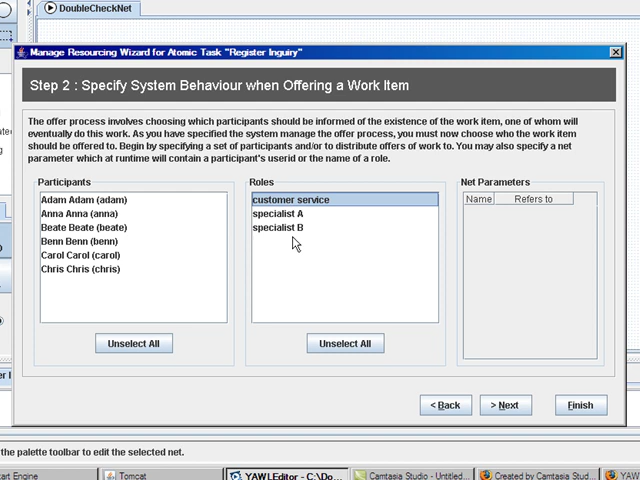 DoubleCheckNet
Manage Resourcing Wizard for Atomic Task "Register Inguiry"
Step 2 : Specify System Behaviour when Offering a Work Item
The offer process involves choosing which participants should be informed of the existence of the work item, one of whom will
eventually do this work. As you have specified the system manage the offer process, you must now choose who the work item
should be offered to. Begin by specifying a set of participants and/or to distribute offers of work to. You may also specify a net
parameter which at runtime will contain a participant's userid or the name of a role.
Participants
Adam Adam (adam)
Anna Anna (anna)
Beate Beate (beate)
Benn Benn (benn)
Carol Carol (carol)
Chris Chris (chris)
Unselect All
Roles
customer service
specialist A
specialist B
Unselect All
Net Parameters
Name Refers to
< Back
> Next
Finish
the palette toolbar to edit the selected net.
tart Engine
Tomcat
YAWLEditor - C:\Do...
Camtasia Studio - Untitled...
Created by Camtasia Stud...
YAW